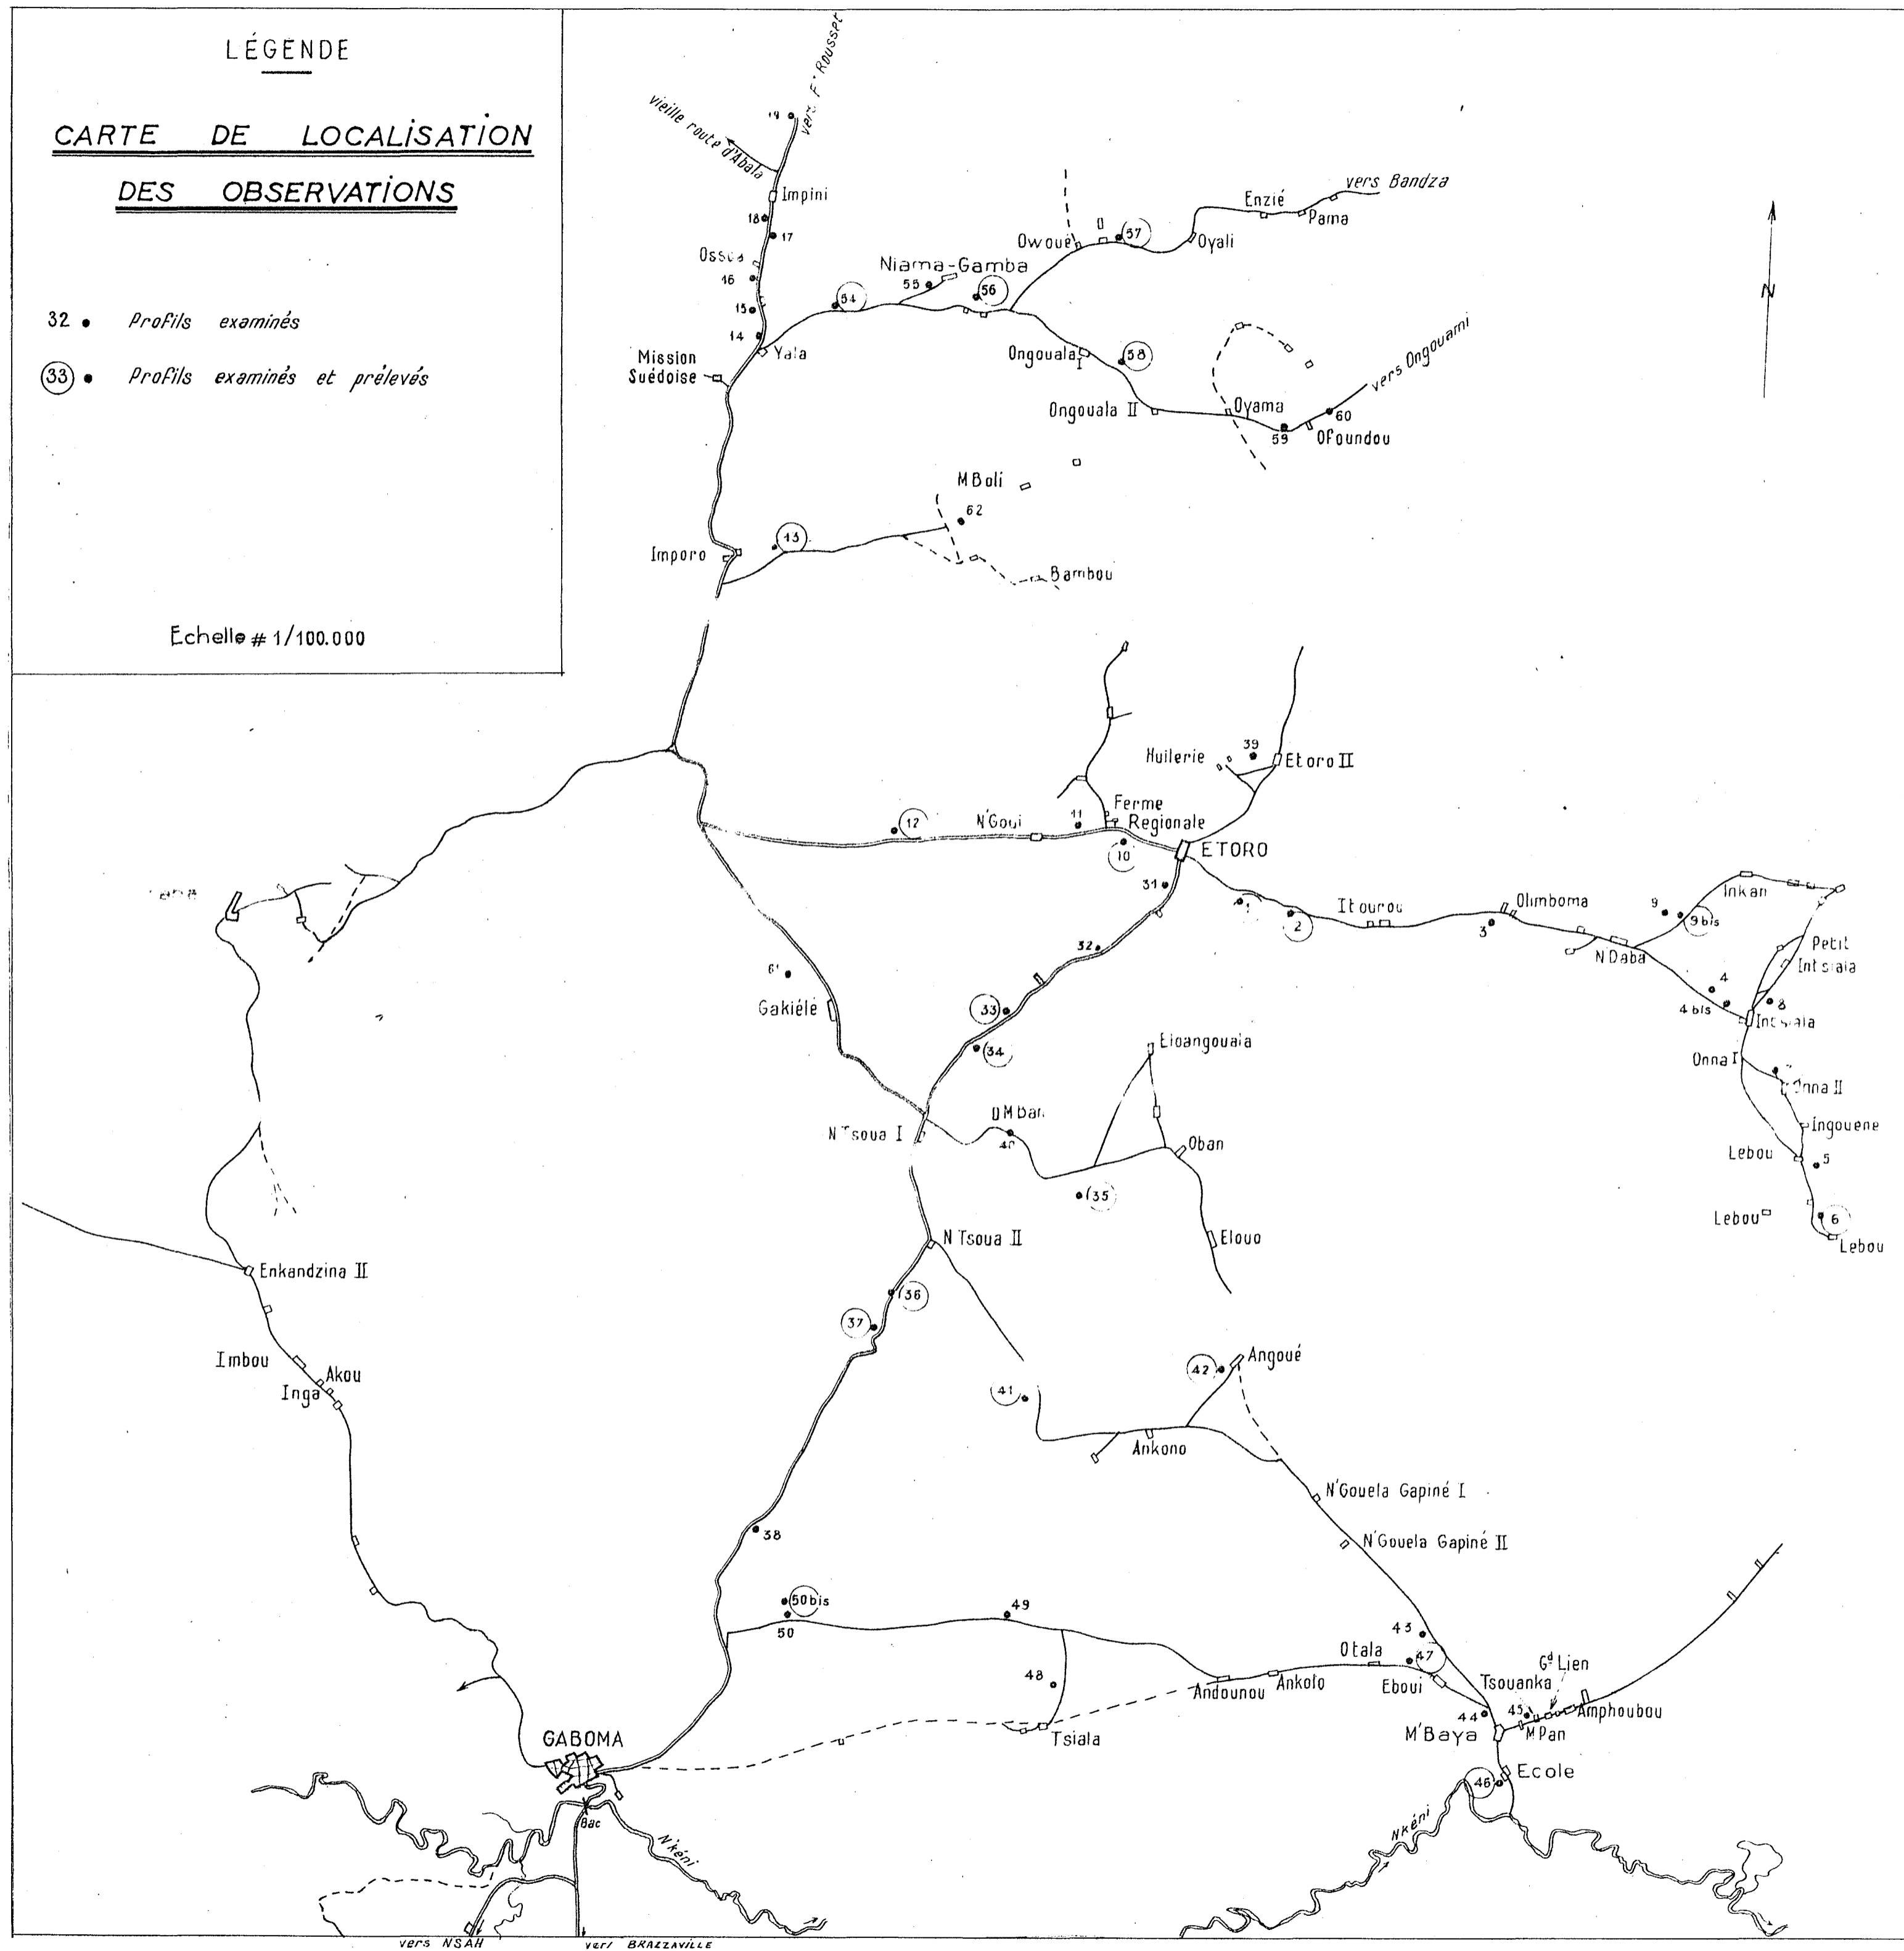 LÉGENDE
CARTE DE LOCALISATION
DES OBSERVATIONS
32 • Profils examinés
33 • Profils examinés et prélevés
Echelle # 1/100.000
vers Ft Rousset
vieille route d'Abala
19
Impini
18
17
16
15
14
Yala
Mission
Suédoise
54
55
Niama-Gamba
56
Owoué
57
Oyali
Enzié
Pama
vers Bandza
N
Ongouala
I
58
Ongouala II
Oyama
59
60
Ofoundou
vers Ongouami
M Boli
62
Imporo
13
Bambou
Huilerie
39
Etoro II
Ferme
Regionale
12
N'Goui
11
10
ETORO
31
1
2
Itourou
3
Olimboma
9
9 bis
Inkan
N'Daba
Petit
Intsiala
4
4 bis
8
Intsiala
32
61
Gakiélé
33
34
Onna I
Onna II
Ingouene
Lebou
5
Lebou
6
Lebou
N'Tsoua I
40
Oban
35
Elouo
N Tsoua II
Enkandzina II
36
37
Imbou
Akou
Inga
41
42
Angoué
Ankono
N'Gouela Gapiné I
N'Gouela Gapiné II
38
50 bis
50
49
48
43
47
Otala
Eboui
Andounou
Ankolo
Gd Lien
Tsouanka
44
45
M'Baya
M Pan
Amphoubou
Tsiala
GABOMA
Ecole
46
Bac
N'kéni
Nkéni
vers NSAH
vers BRAZZAVILLE